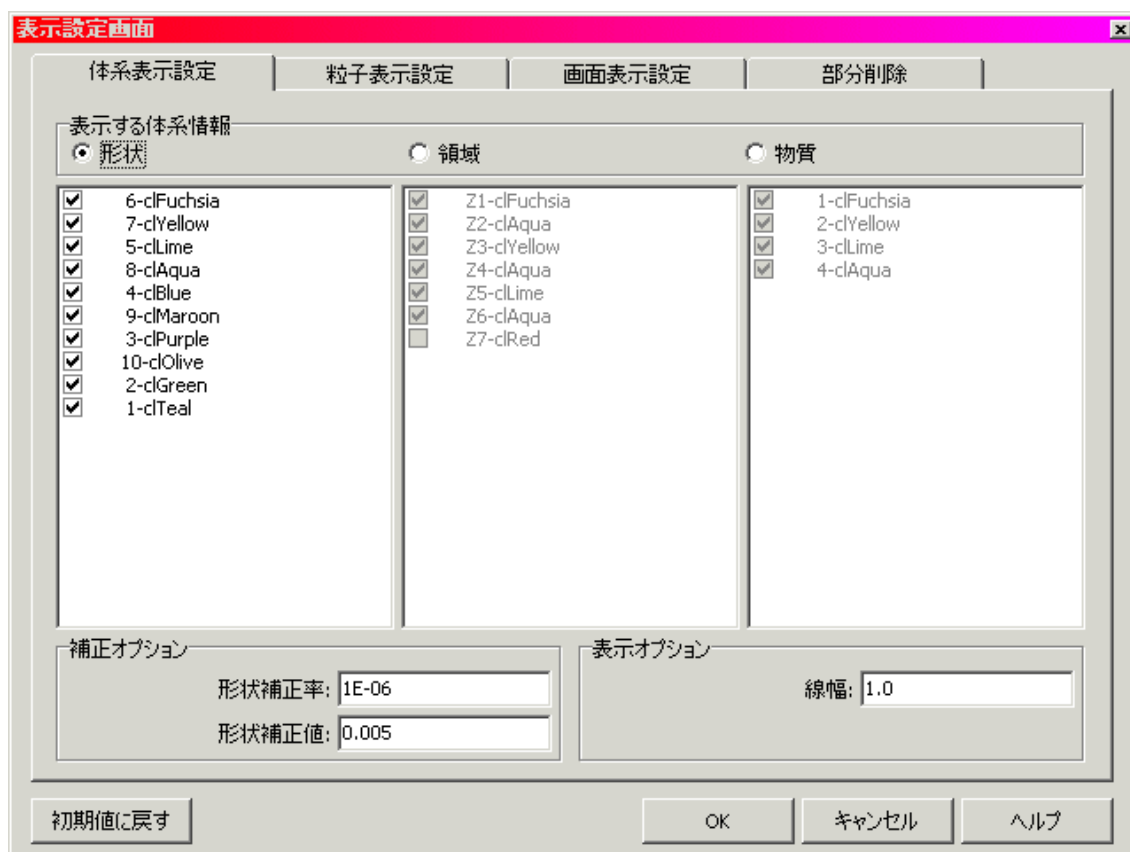 表示設定画面
体系表示設定 粒子表示設定 画面表示設定 部分削除
表示する体系情報
形状 領域 物質
6-clFuchsia Z1-clFuchsia 1-clFuchsia
7-clYellow Z2-clAqua 2-clYellow
5-clLime Z3-clYellow 3-clLime
8-clAqua Z4-clAqua 4-clAqua
4-clBlue Z5-clLime
9-clMaroon Z6-clAqua
3-clPurple Z7-clRed
10-clOlive
2-clGreen
1-clTeal
補正オプション 表示オプション
形状補正率: 1E-06 線幅: 1.0
形状補正値: 0.005
初期値に戻す OK キャンセル ヘルプ